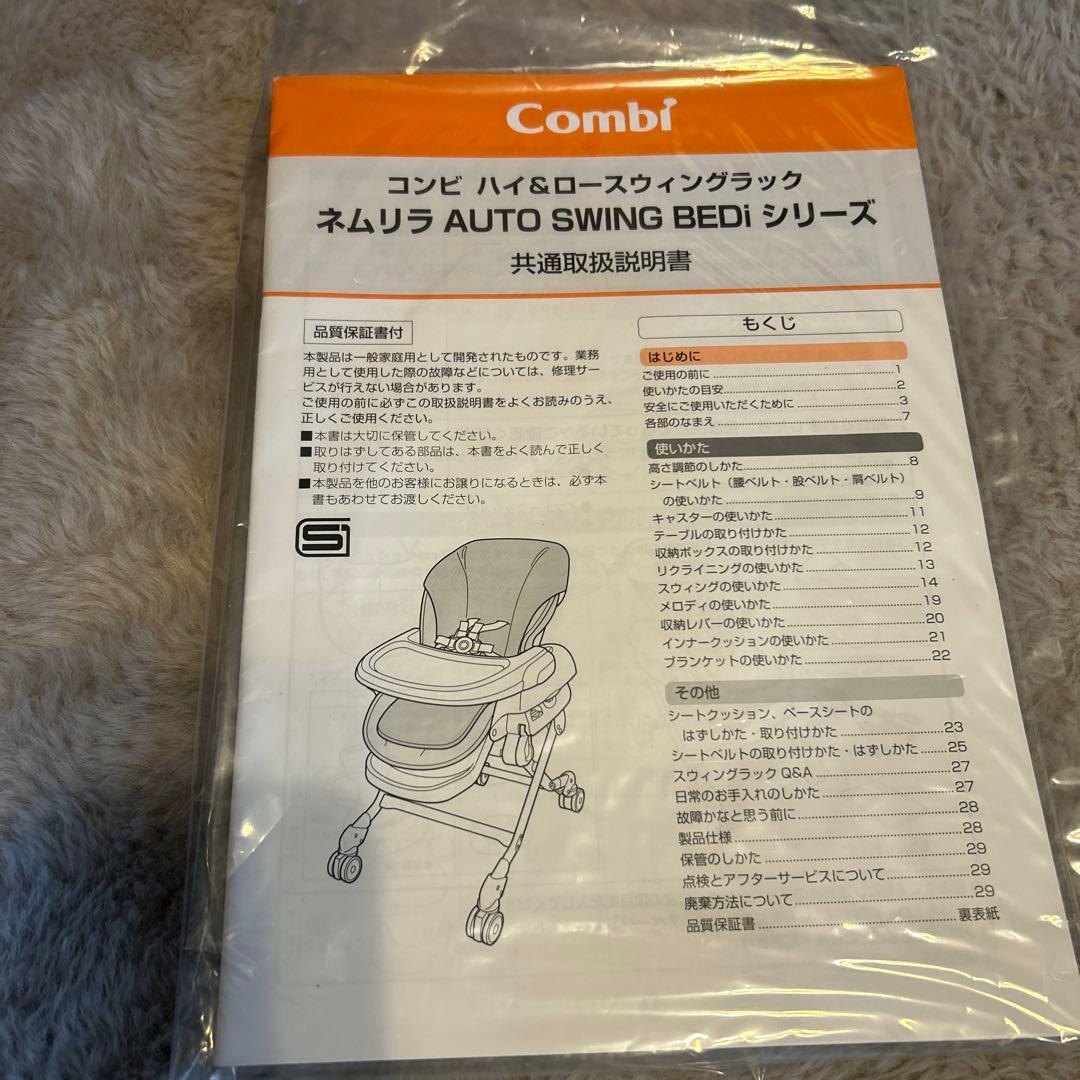 Combi
コンビ ハイ&ロースウィングラック
ネムリラ AUTO SWING BEDi シリーズ
共通取扱説明書
品質保証書付
本製品は一般家庭用として開発されたものです。業務
用として使用した際の故障などについては、修理サー
ビスが行えない場合があります。
ご使用の前に必ずこの取扱説明書をよくお読みのうえ、
正しくご使用ください。
■本書は大切に保管してください。
■取りはずしてある部品は、本書をよく読んで正しく
取り付けてください。
■本製品を他のお客様にお譲りになるときは、必ず本
書もあわせてお渡しください。
S
もくじ
はじめに
ご使用の前に……………………………1
使いかたの目安……………………………2
安全にご使用いただくために……………3
各部のなまえ……………………………7
使いかた
高さ調節のしかた……………………………8
シートベルト（腰ベルト・股ベルト・肩ベルト）
の使いかた……………………………9
キャスターの使いかた……………………11
テーブルの取り付けかた…………………12
収納ボックスの取り付けかた……………12
リクライニングの使いかた………………13
スウィングの使いかた……………………14
メロディの使いかた………………………19
収納レバーの使いかた……………………20
インナークッションの使いかた…………21
ブランケットの使いかた…………………22
その他
シートクッション、ベースシートの
はずしかた・取り付けかた………………23
シートベルトの取り付けかた・はずしかた……25
スウィングラック Q&A……………………27
日常のお手入れのしかた…………………27
故障かなと思う前に………………………28
製品仕様……………………………28
保管のしかた……………………………29
点検とアフターサービスについて………29
廃棄方法について…………………………29
品質保証書……………………………裏表紙